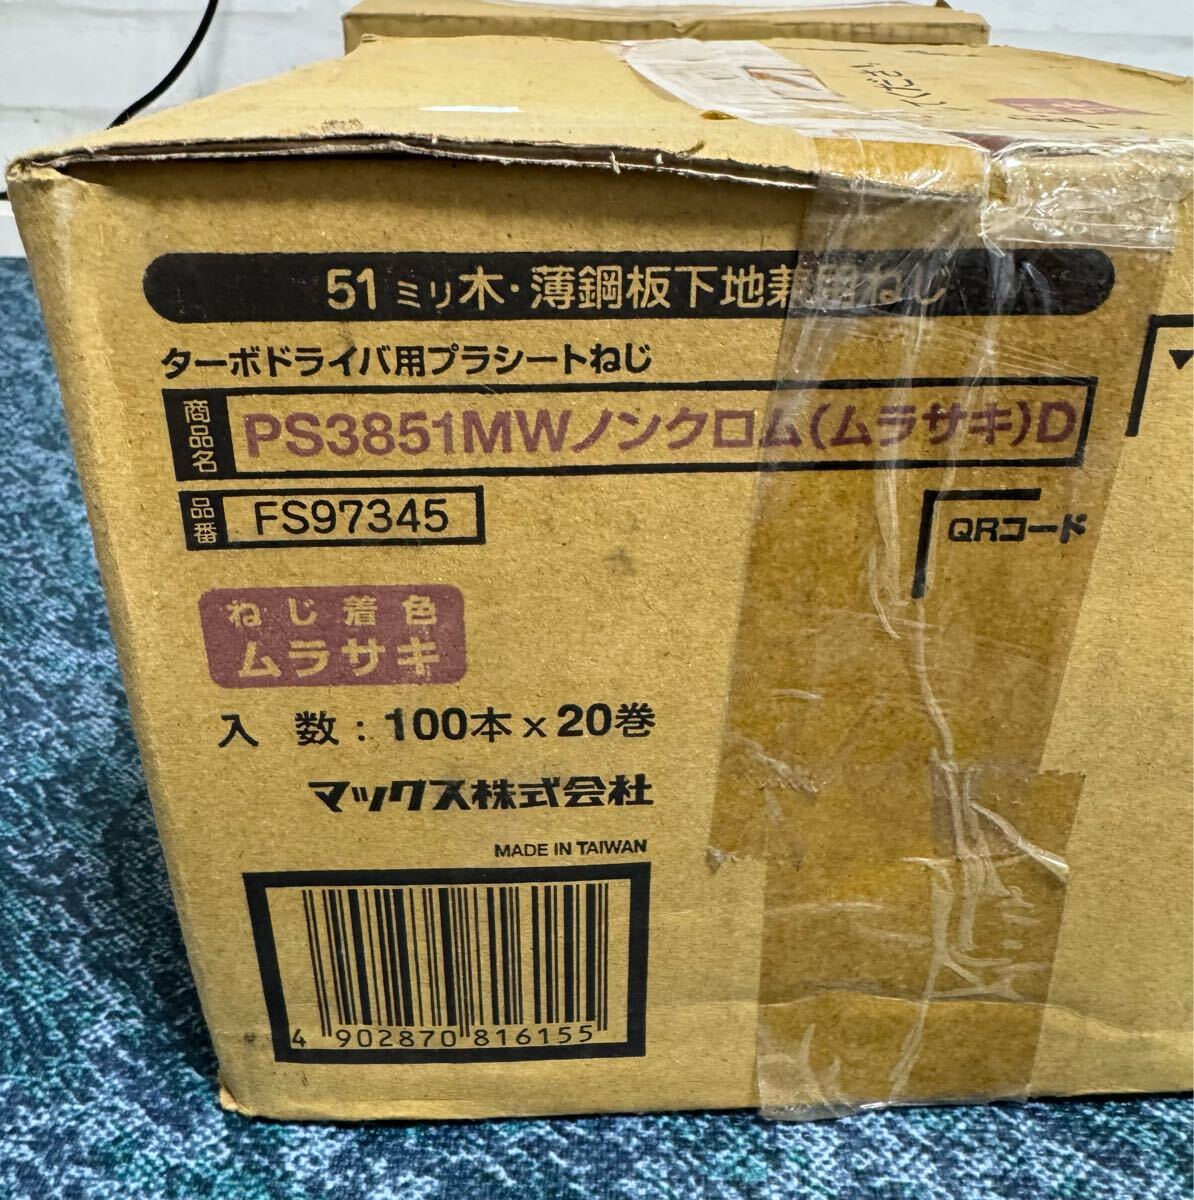 51ミリ木・薄鋼板下地兼用ねじ
ターボドライバ用プラシートねじ
商品名 PS3851MWノンクロム(ムラサキ)D
品番 FS97345
QRコード
ねじ着色
ムラサキ
入数:100本×20巻
マックス株式会社
MADE IN TAIWAN
4 902870 816155